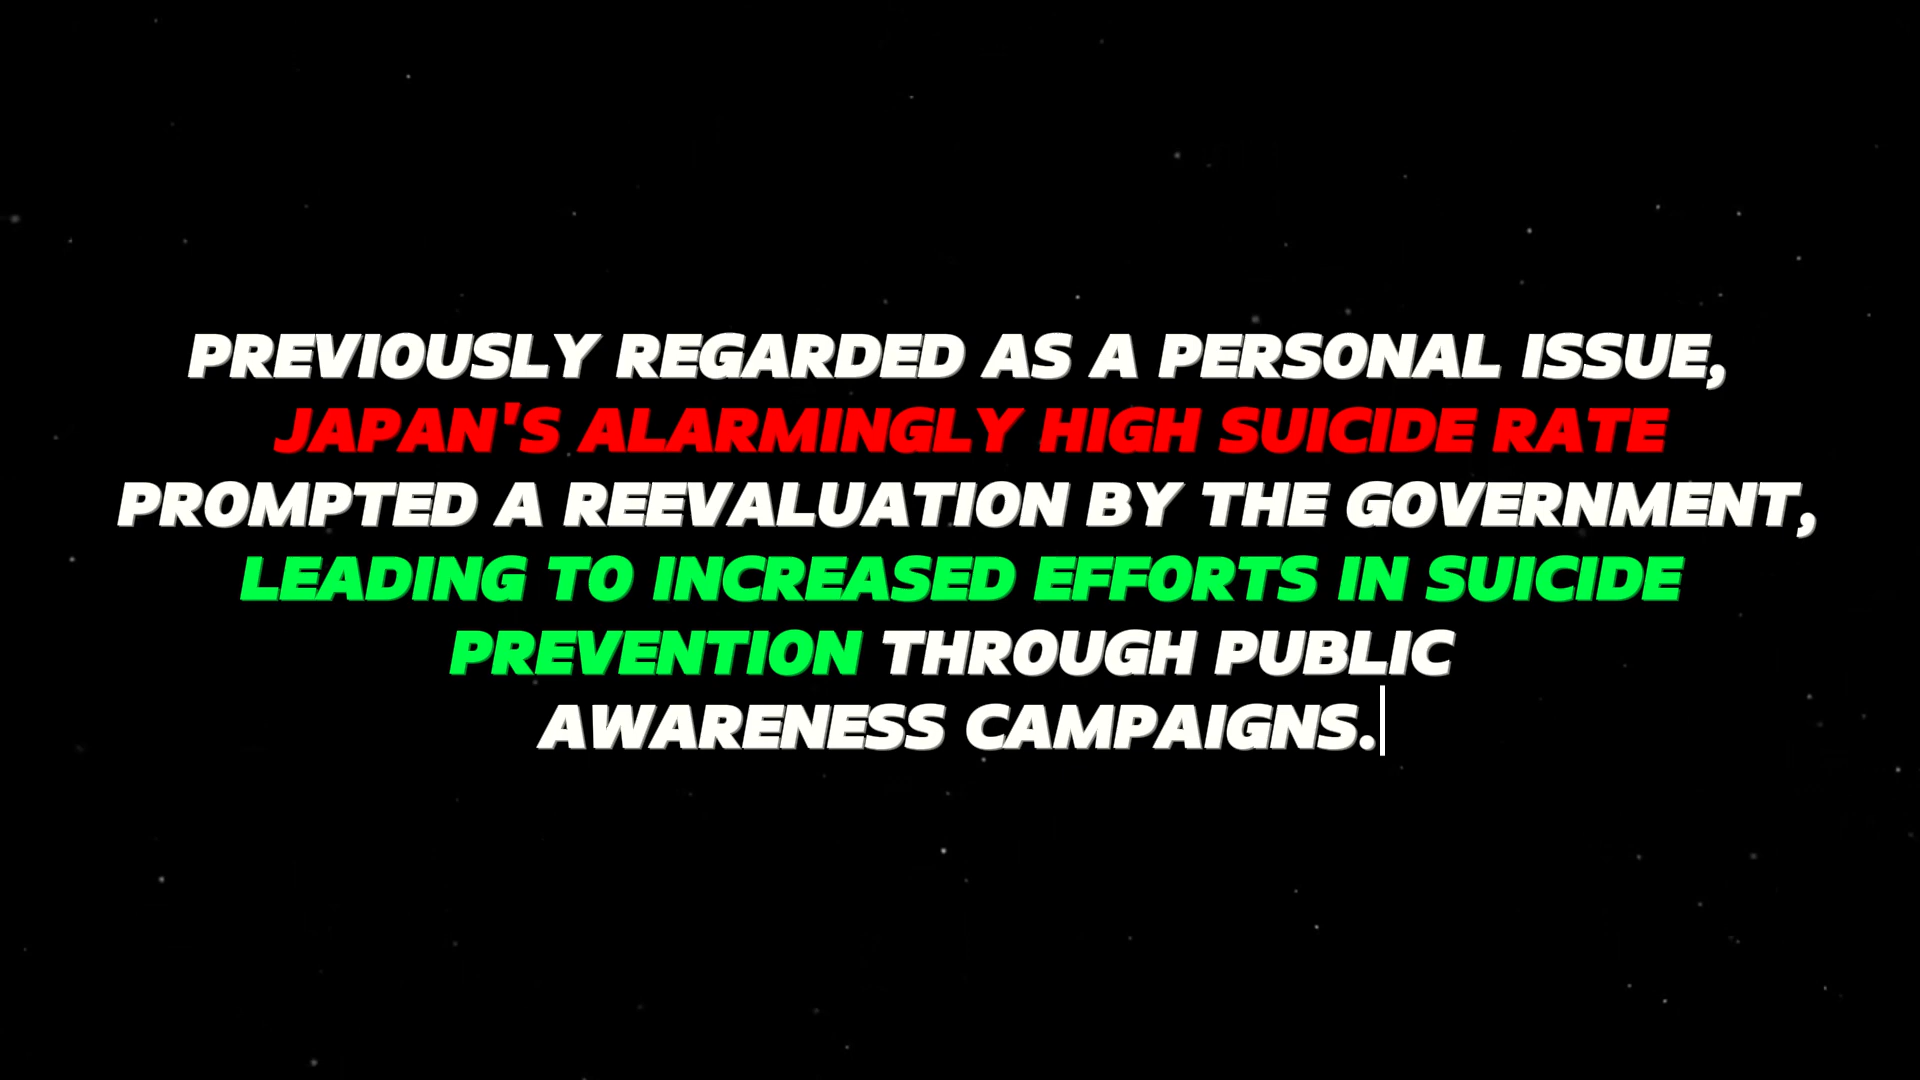 PREVIOUSLY REGARDED AS A PERSONAL ISSUE,
JAPAN'S ALARMINGLY HIGH SUICIDE RATE
PROMPTED A REEVALUATION BY THE GOVERNMENT,
LEADING TO INCREASED EFFORTS IN SUICIDE
PREVENTION THROUGH PUBLIC
AWARENESS CAMPAIGNS.